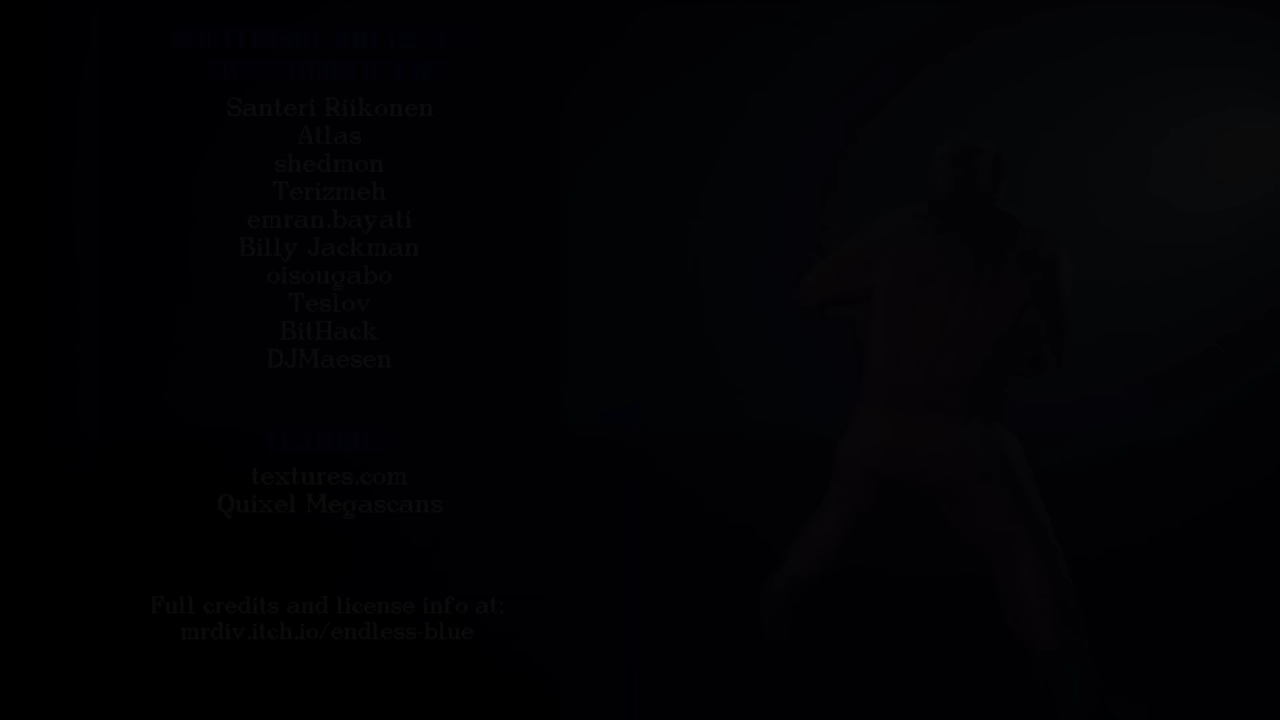 Santeri Riikonen
Atlas
shedmon
Terizmeh
emran.bayati
Billy Jackman
oisougabo
Teslov
BitHack
DJMaesen
textures.com
Quixel Megascans
Full credits and license info at:
mrdiv.itch.io/endless-blue